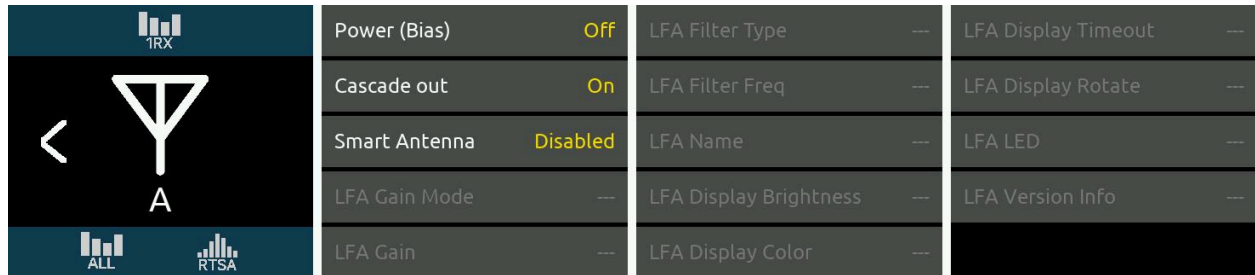 1RX
A
ALL
RTSA
Power (Bias) Off
Cascade out On
Smart Antenna Disabled
LFA Gain Mode ---
LFA Gain ---
LFA Filter Type ---
LFA Filter Freq ---
LFA Name ---
LFA Display Brightness ---
LFA Display Color ---
LFA Display Timeout ---
LFA Display Rotate ---
LFA LED ---
LFA Version Info ---